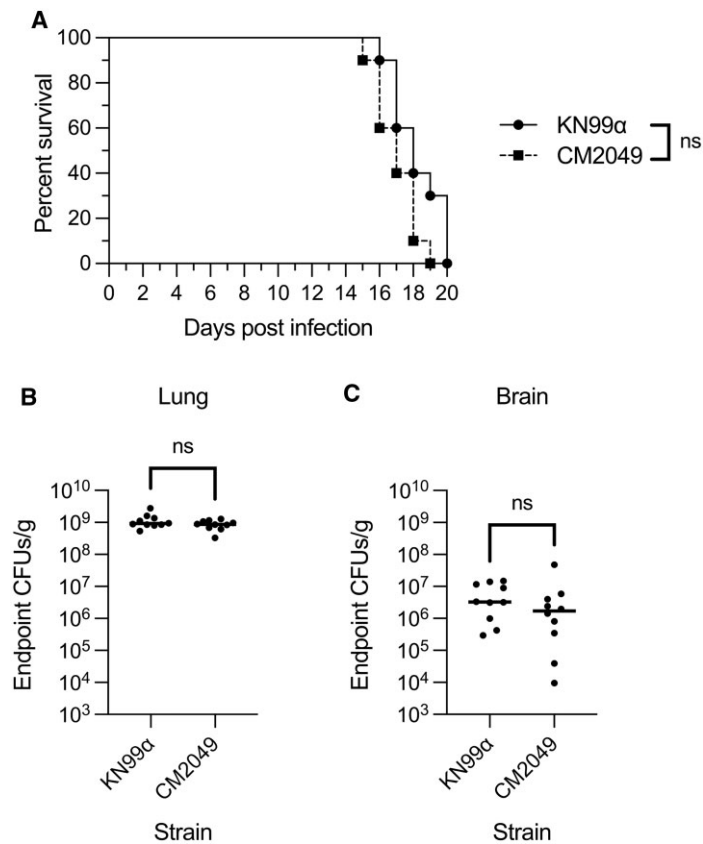 A
Percent survival
100
80
60
40
20
0
0 2 4 6 8 10 12 14 16 18 20
Days post infection
KN99α
CM2049
ns
B
Lung
ns
Endpoint CFUs/g
10^10
10^9
10^8
10^7
10^6
10^5
10^4
10^3
KN99α
CM2049
Strain
C
Brain
ns
Endpoint CFUs/g
10^10
10^9
10^8
10^7
10^6
10^5
10^4
10^3
KN99α
CM2049
Strain